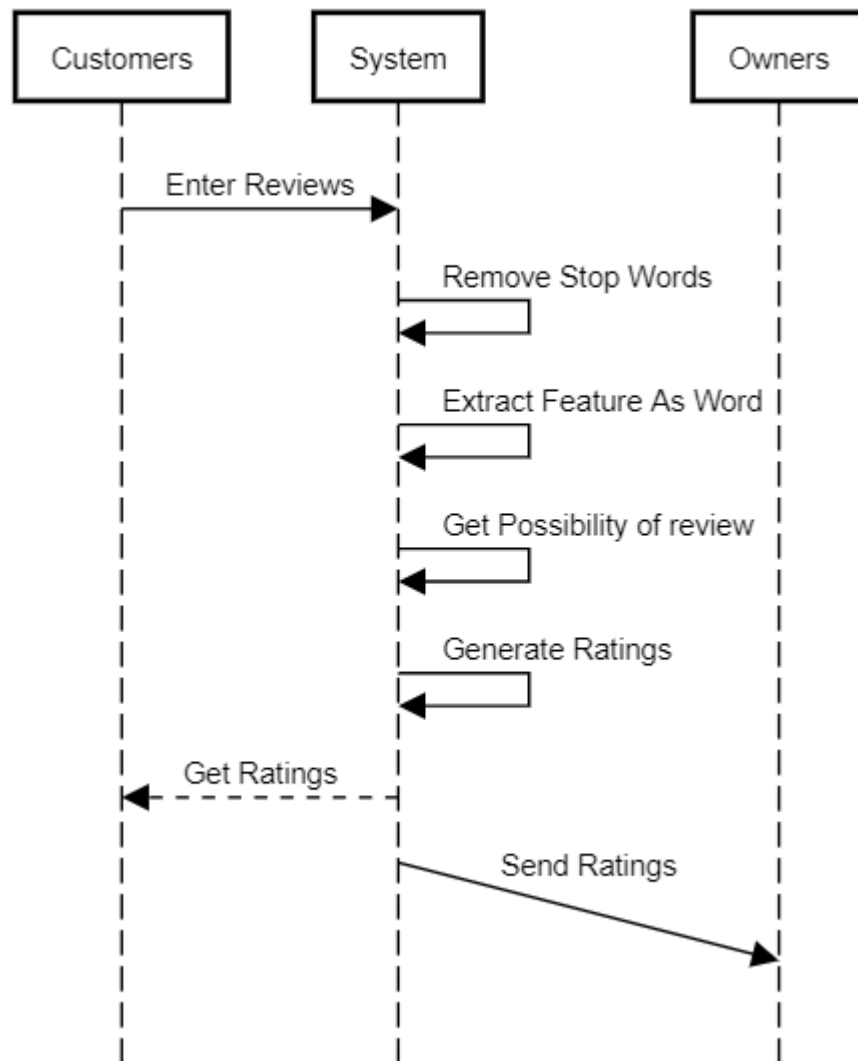 Customers
System
Owners
Enter Reviews
Remove Stop Words
Extract Feature As Word
Get Possibility of review
Generate Ratings
Get Ratings
Send Ratings